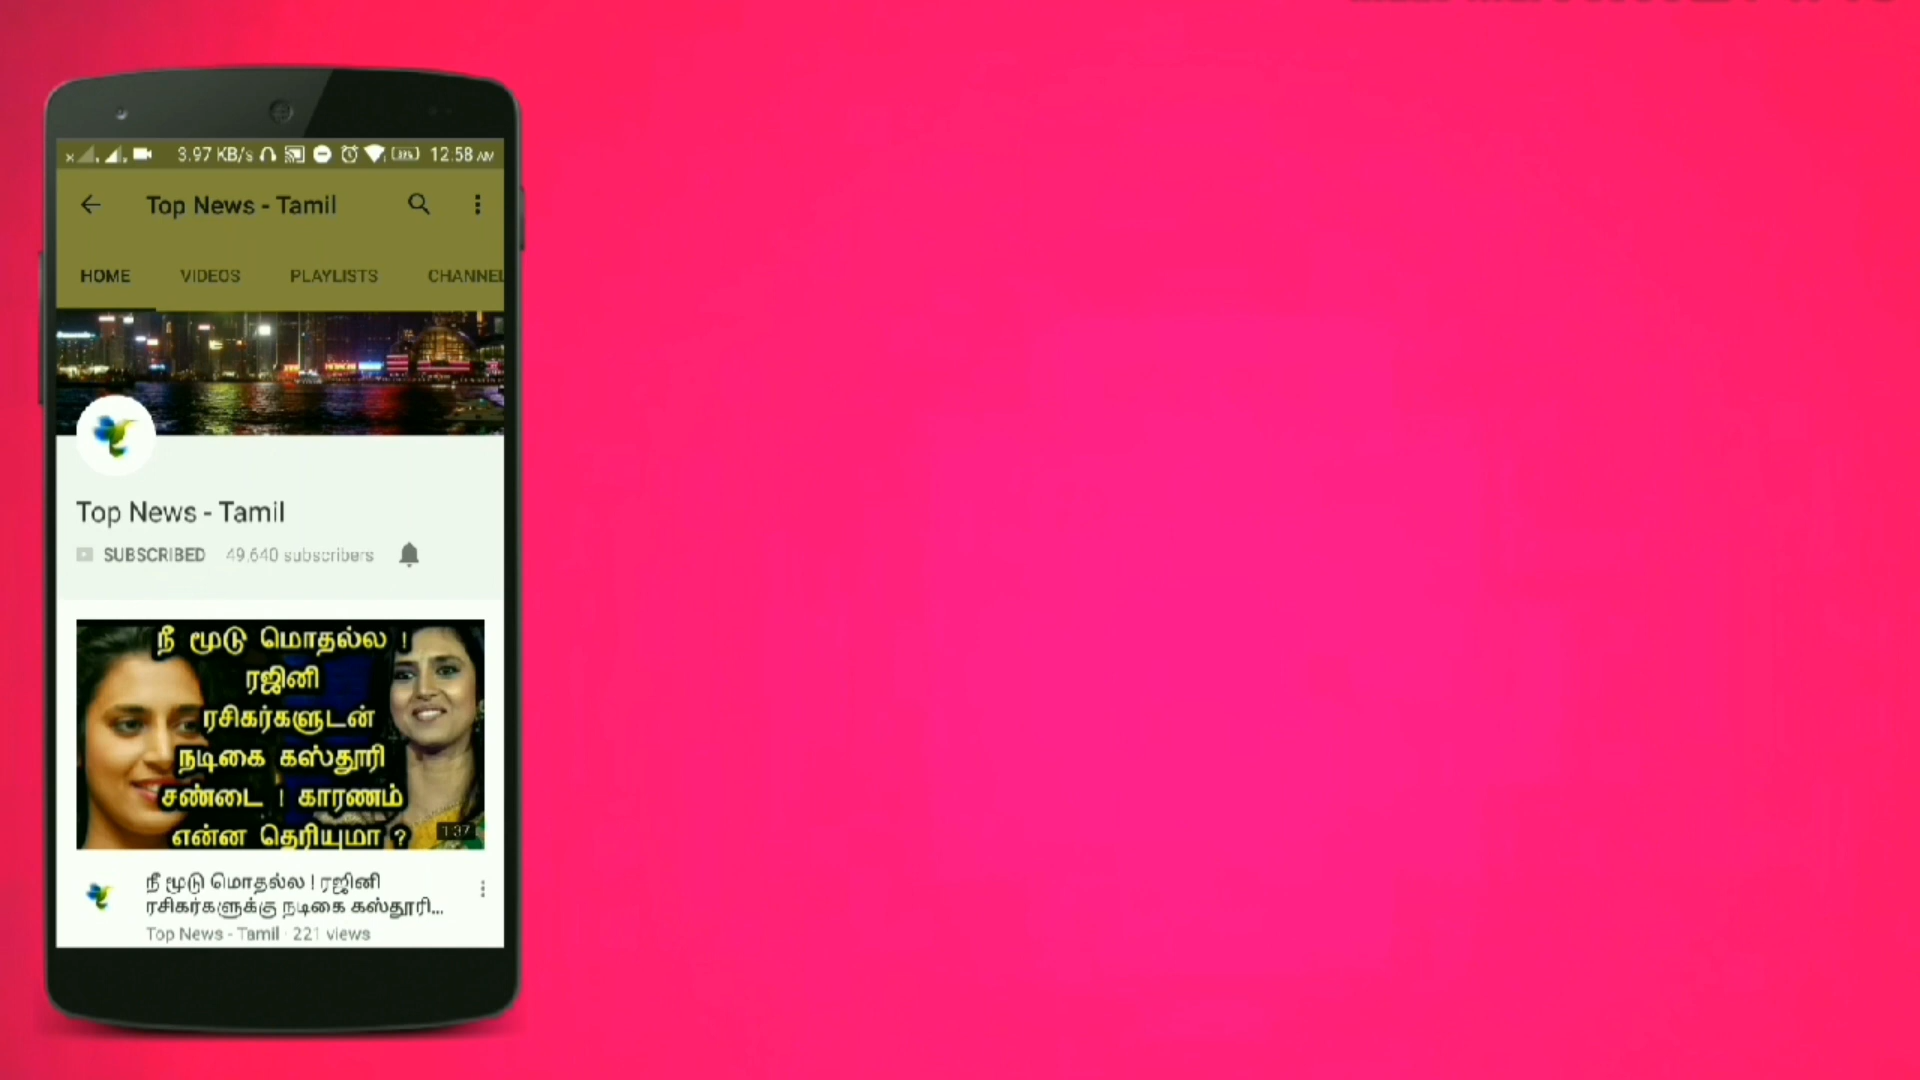 3.97 KB/s 12:58 AM
Top News - Tamil
HOME VIDEOS PLAYLISTS CHANNEL
Top News - Tamil
SUBSCRIBED 49,640 subscribers
நீ மூடு மொதல்ல !
ரஜினி
ரசிகர்களுடன்
நடிகை கஸ்தூரி
சண்டை | காரணம்
என்ன தெரியுமா ?
1:37
நீ மூடு மொதல்ல ! ரஜினி
ரசிகர்களுக்கு நடிகை கஸ்தூரி...
Top News - Tamil · 221 views